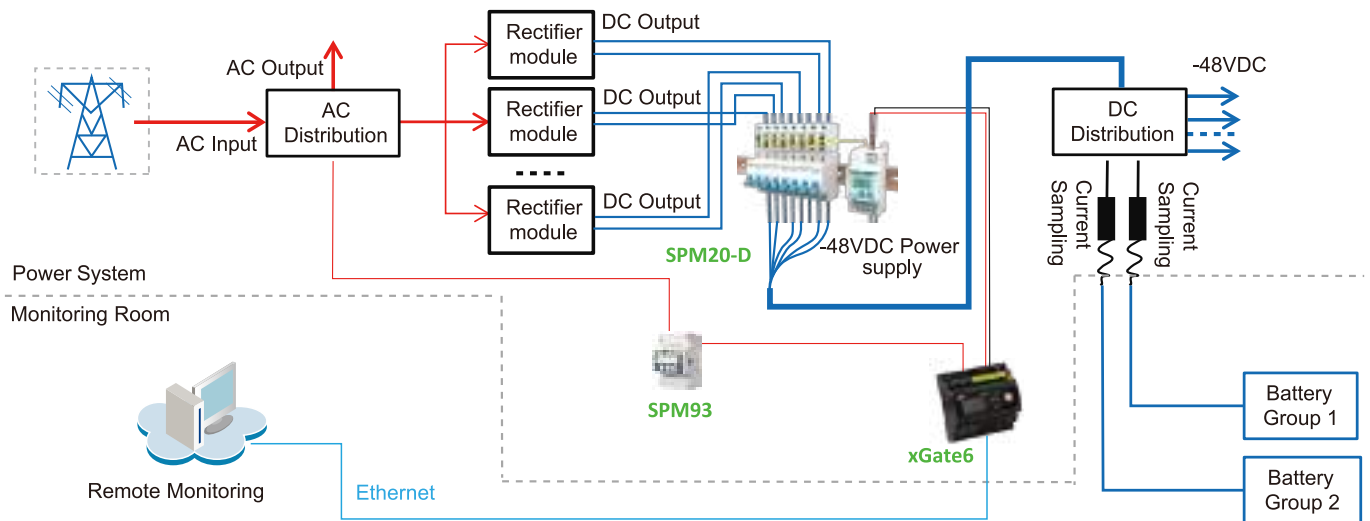 AC Input
AC Output
AC
Distribution
Rectifier
module
DC Output
Rectifier
module
DC Output
Rectifier
module
DC Output
SPM20-D
-48VDC Power
supply
DC
Distribution
-48VDC
Current
Sampling
Current
Sampling
Power System
Monitoring Room
SPM93
xGate6
Remote Monitoring
Ethernet
Battery
Group 1
Battery
Group 2